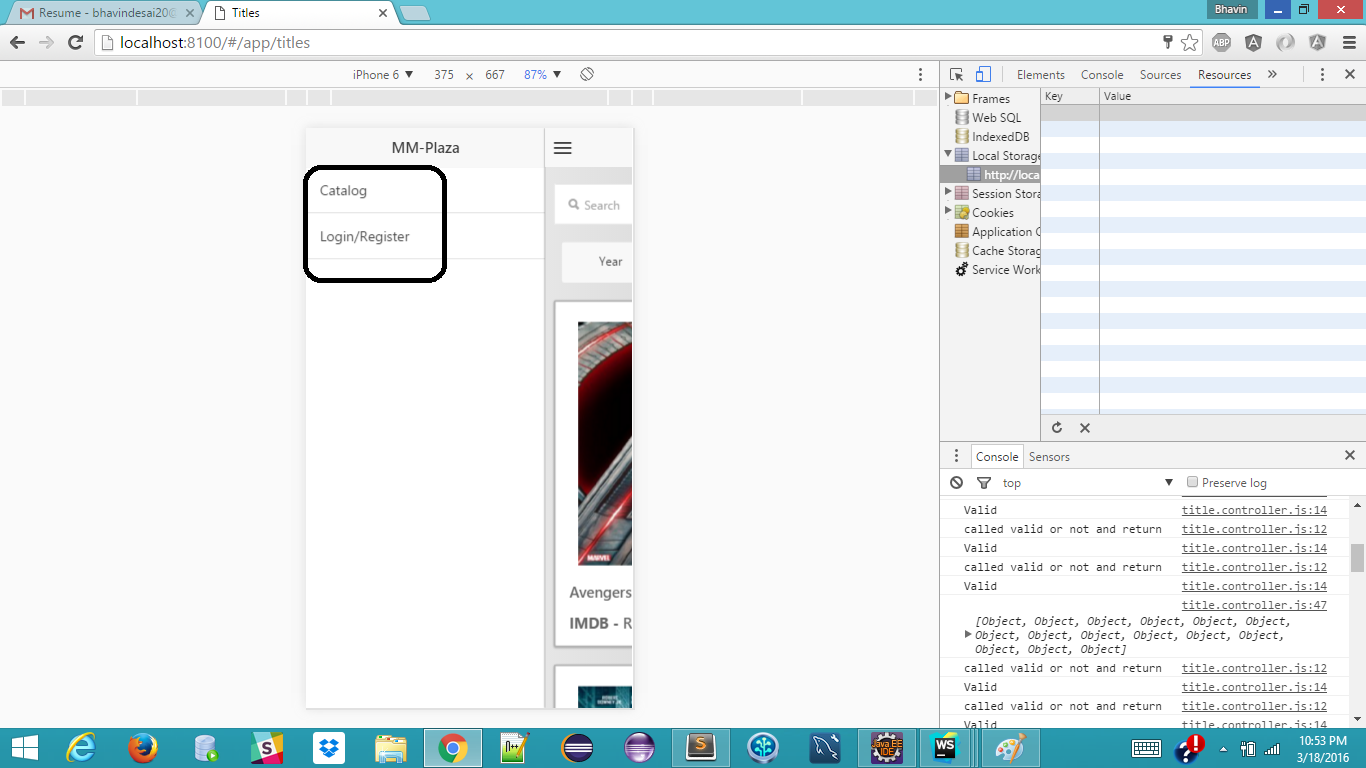 Resume - bhavindesai20@
Titles
Bhavin
localhost:8100/#/app/titles
ABP
iPhone 6 ▼ 375 × 667 87% ▼
Elements Console Sources Resources »
Frames
Web SQL
IndexedDB
Local Storage
http://loca
Session Stora
Cookies
Application C
Cache Storag
Service Work
Key Value
MM-Plaza
Catalog
Login/Register
Search
Year
MARVEL
Avengers
IMDB - R
Console Sensors
top ▼ Preserve log
Valid title.controller.js:14
called valid or not and return title.controller.js:12
Valid title.controller.js:14
called valid or not and return title.controller.js:12
Valid title.controller.js:14
title.controller.js:47
[Object, Object, Object, Object, Object, Object,
Object, Object, Object, Object, Object, Object,
Object, Object, Object]
called valid or not and return title.controller.js:12
Valid title.controller.js:14
called valid or not and return title.controller.js:12
Valid title.controller.js:14
Java EE
IDE
WS
10:53 PM
3/18/2016